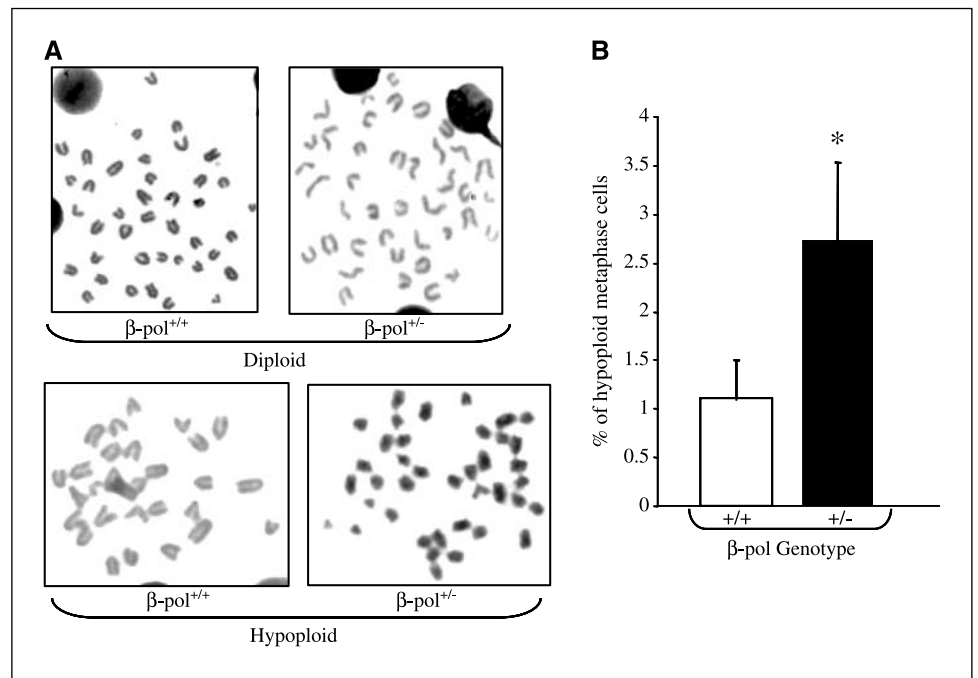 A
β-pol+/+
β-pol+/-
Diploid
β-pol+/+
β-pol+/-
Hypoploid
B
% of hypoploid metaphase cells
4
3.5
3
2.5
2
1.5
1
0.5
0
*
+/+
+/-
β-pol Genotype